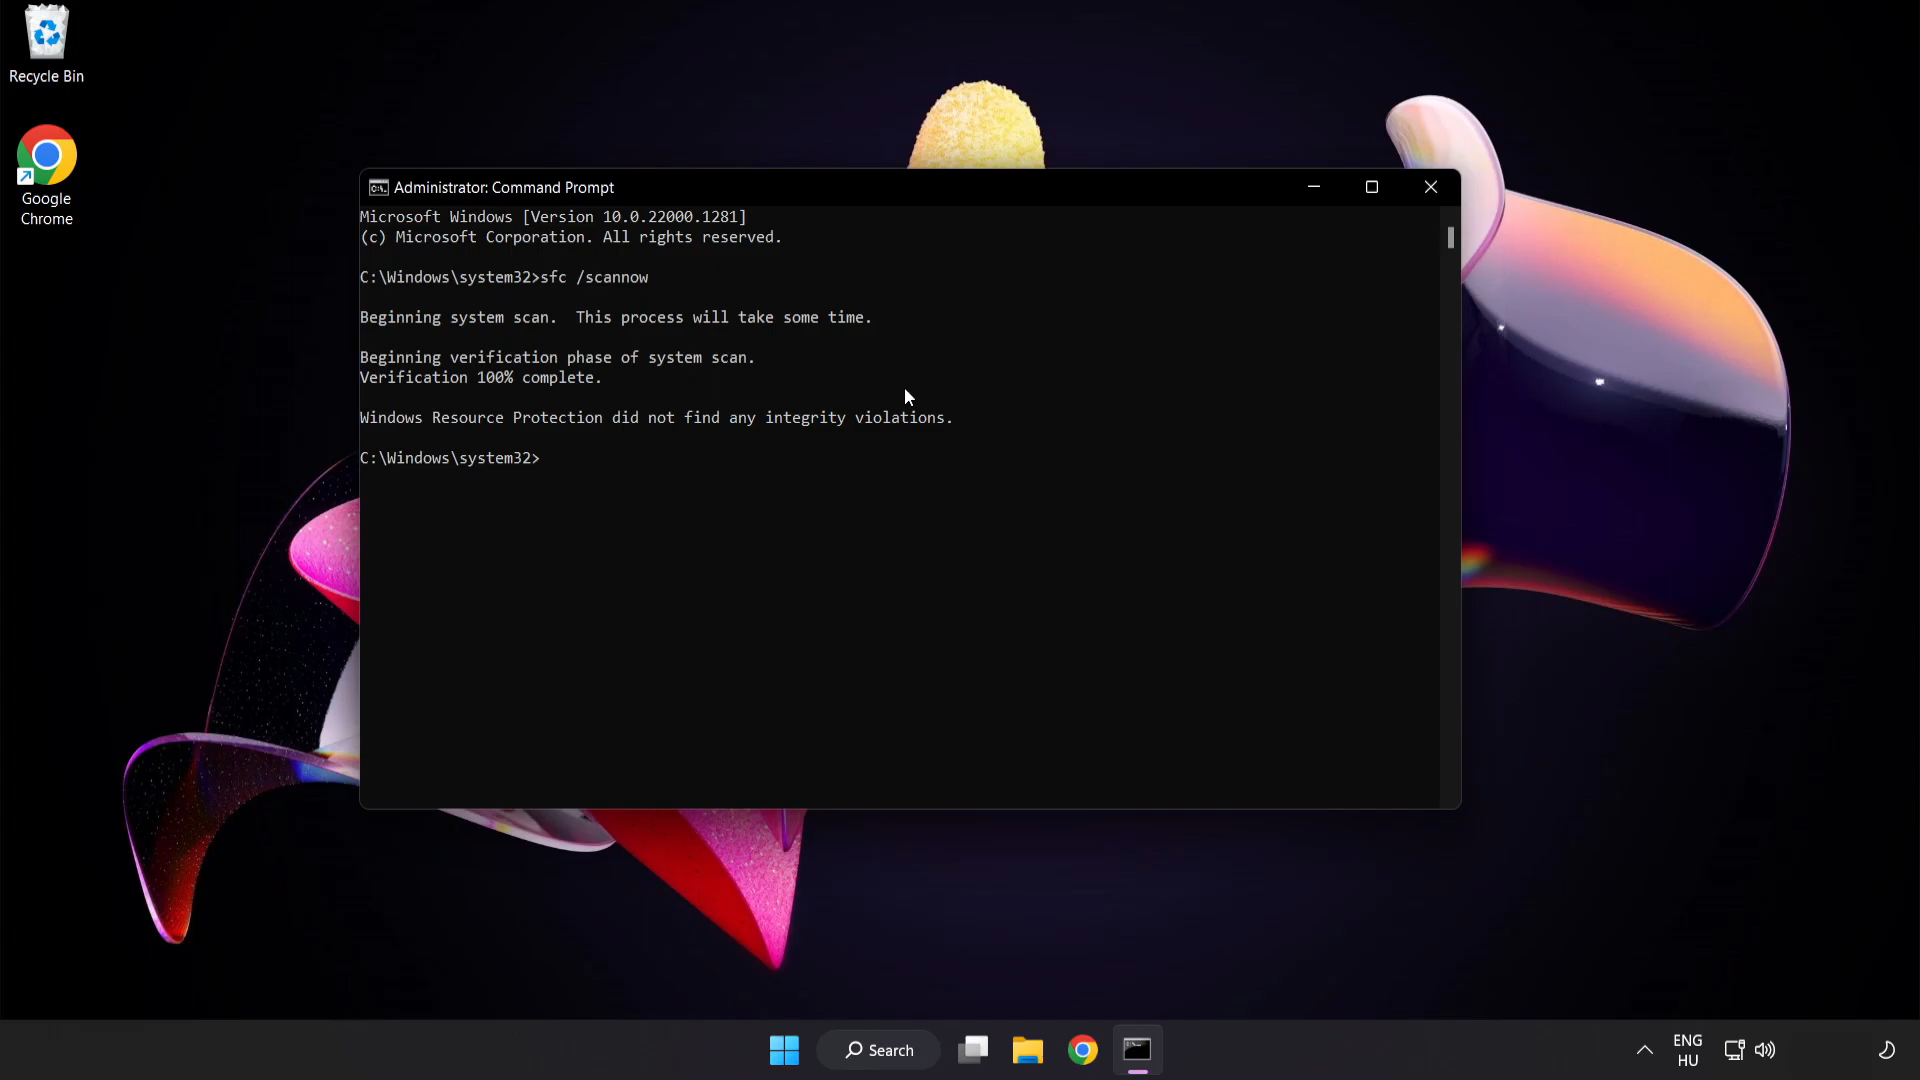 Recycle Bin
Google
Chrome
Administrator: Command Prompt
Microsoft Windows [Version 10.0.22000.1281]
(c) Microsoft Corporation. All rights reserved.
C:\Windows\system32>sfc /scannow
Beginning system scan.  This process will take some time.
Beginning verification phase of system scan.
Verification 100% complete.
Windows Resource Protection did not find any integrity violations.
C:\Windows\system32>
Search
ENG
HU